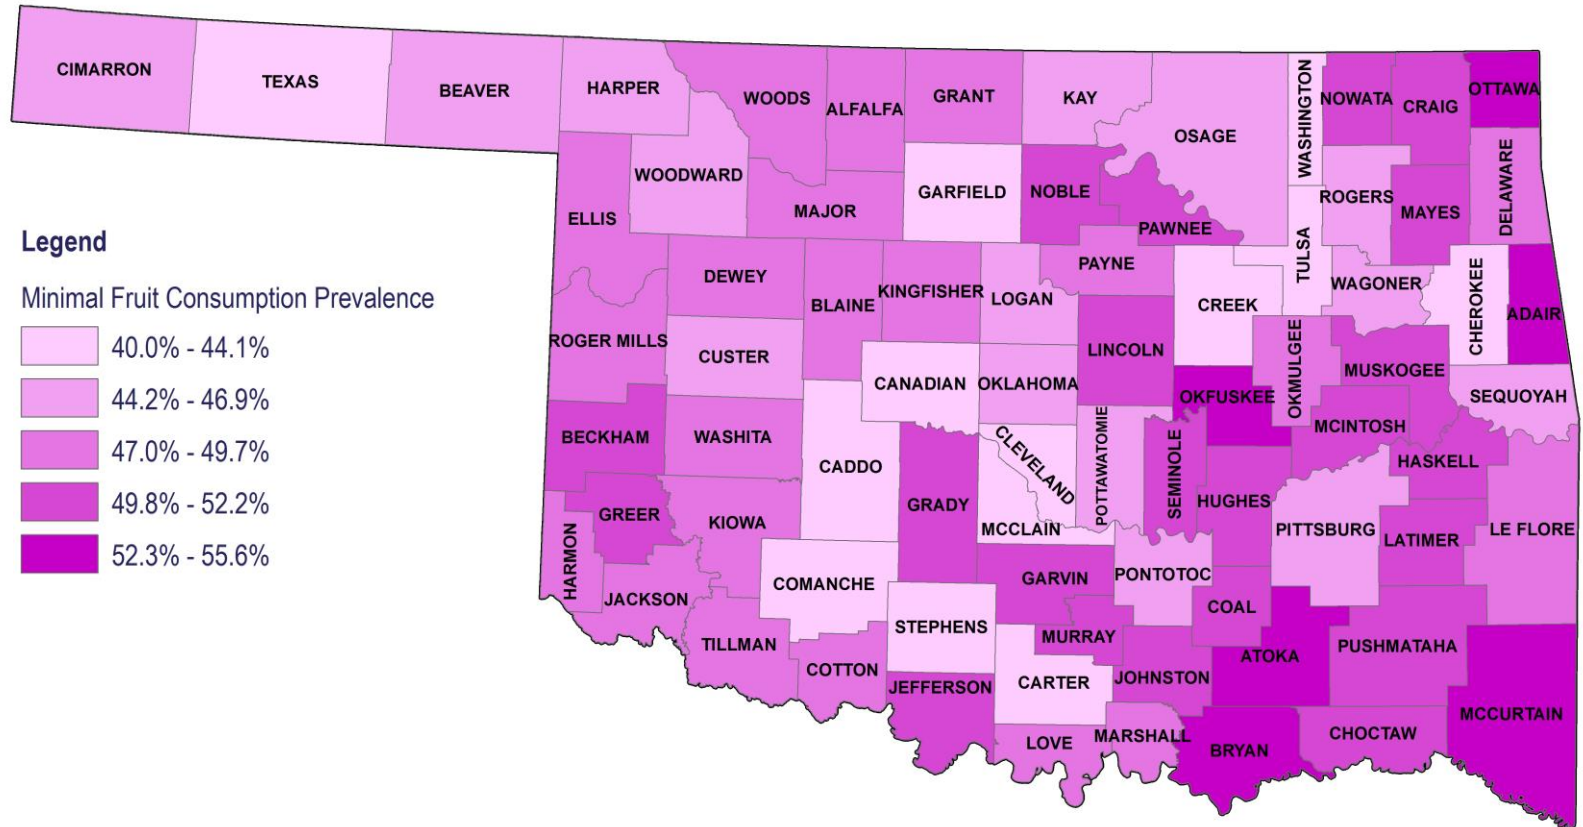 CIMARRON
TEXAS
BEAVER
HARPER
WOODS
ALFALFA
GRANT
KAY
OSAGE
WASHINGTON
NOWATA
CRAIG
OTTAWA
WOODWARD
ELLIS
MAJOR
GARFIELD
NOBLE
PAWNEE
ROGERS
MAYES
DELAWARE
DEWEY
BLAINE
KINGFISHER
LOGAN
PAYNE
CREEK
TULSA
WAGONER
CHEROKEE
ADAIR
ROGER MILLS
CUSTER
CANADIAN
OKLAHOMA
LINCOLN
OKFUSKEE
OKMULGEE
MUSKOGEE
SEQUOYAH
BECKHAM
WASHITA
CADDO
GRADY
CLEVELAND
MCCLAIN
POTTAWATOMIE
SEMINOLE
HUGHES
MCINTOSH
HASKELL
PITTSBURG
LATIMER
LE FLORE
HARMON
GREER
KIOWA
JACKSON
COMANCHE
STEPHENS
GARVIN
PONTOTOC
COAL
TILLMAN
COTTON
JEFFERSON
MURRAY
CARTER
JOHNSTON
ATOKA
PUSHMATAHA
LOVE
MARSHALL
BRYAN
CHOCTAW
MCCURTAIN
Legend
Minimal Fruit Consumption Prevalence
40.0% - 44.1%
44.2% - 46.9%
47.0% - 49.7%
49.8% - 52.2%
52.3% - 55.6%